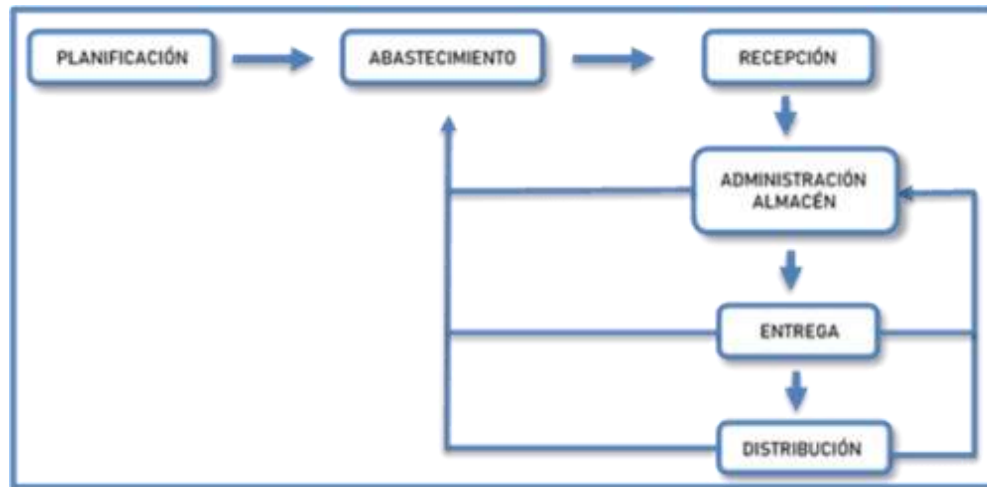 PLANIFICACIÓN
ABASTECIMIENTO
RECEPCIÓN
ADMINISTRACIÓN
ALMACÉN
ENTREGA
DISTRIBUCIÓN